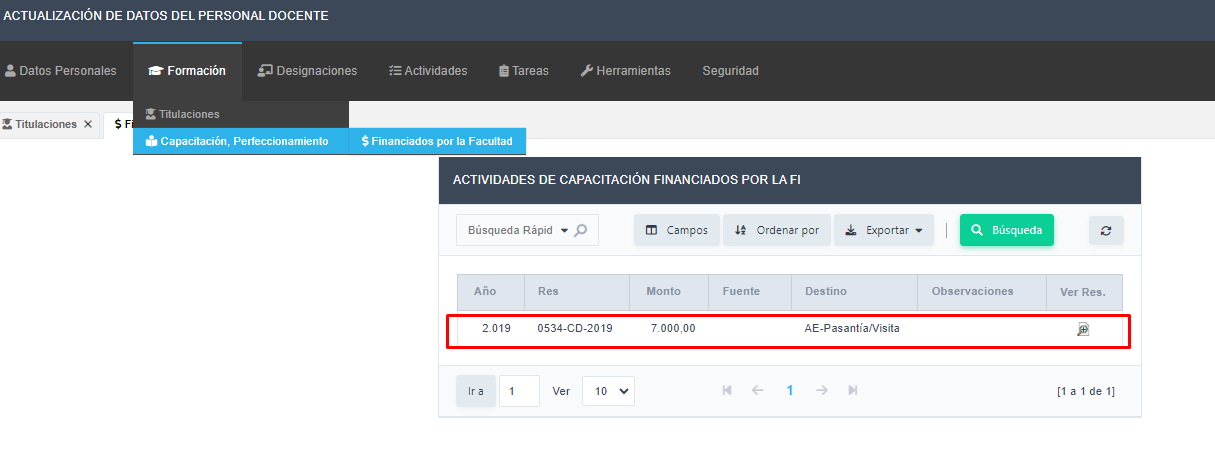 ACTUALIZACIÓN DE DATOS DEL PERSONAL DOCENTE
Datos Personales Formación Designaciones Actividades Tareas Herramientas Seguridad
Titulaciones
Titulaciones X $
Capacitación, Perfeccionamiento $ Financiados por la Facultad
ACTIVIDADES DE CAPACITACIÓN FINANCIADOS POR LA FI
Búsqueda Rápid Campos Ordenar por Exportar Búsqueda
Año Res Monto Fuente Destino Observaciones Ver Res.
2.019 0534-CD-2019 7.000,00 AE-Pasantía/Visita
Ir a 1 Ver 10 1 [1 a 1 de 1]